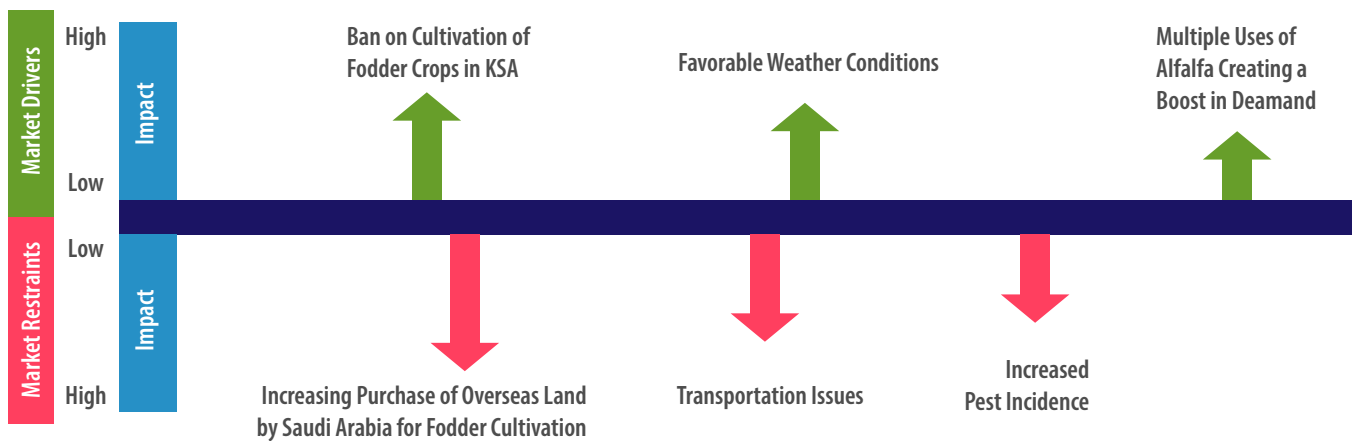 Market Drivers
High
Low
Impact
Ban on Cultivation of
Fodder Crops in KSA
Favorable Weather Conditions
Multiple Uses of
Alfalfa Creating a
Boost in Deamand
Market Restraints
Low
High
Impact
Increasing Purchase of Overseas Land
by Saudi Arabia for Fodder Cultivation
Transportation Issues
Increased
Pest Incidence